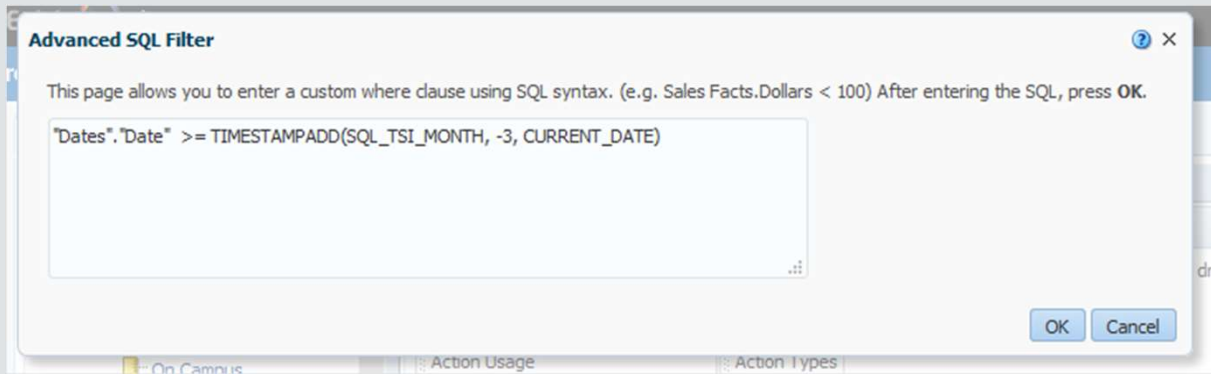 Advanced SQL Filter
This page allows you to enter a custom where clause using SQL syntax. (e.g. Sales Facts.Dollars < 100) After entering the SQL, press OK.
"Dates"."Date" >= TIMESTAMPADD(SQL_TSI_MONTH, -3, CURRENT_DATE)
OK Cancel
On Campus Action Usage Action Types